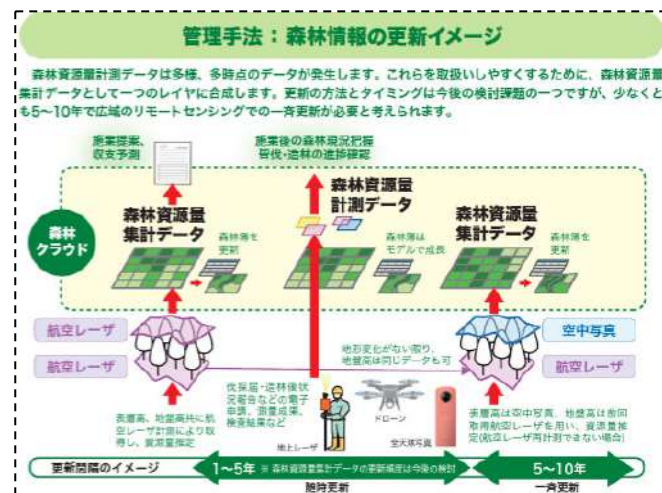 管理手法：森林情報の更新イメージ
森林資源量計測データは多様、多時点のデータが発生します。これらを取扱いしやすくするために、森林資源量
集計データとして一つのレイヤに合成します。更新の方法とタイミングは今後の検討課題の一つですが、少なくと
も5〜10年で広域のリモートセンシングでの一斉更新が必要と考えられます。
施業提案、
収支予測
施業後の森林現況把握
皆伐・造林の進捗確認
森林
クラウド
森林資源量
集計データ
森林簿を
更新
森林資源量
計測データ
森林簿は
モデルで成長
森林資源量
集計データ
森林簿を
更新
航空レーザ
航空レーザ
空中写真
航空レーザ
地形変化がない限り、
地盤高は同じデータも可
表層高、地盤高共に航
空レーザ計測により取
得し、資源量推定
伐採届・造林後状
況報告などの電子
申請、測量成果、
検査結果など
地上レーザ
ドローン
全天球写真
表層高は空中写真、地盤高は前回
取得航空レーザを用い、資源量推
定(航空レーザ再計測できない場合)
更新間隔のイメージ
1〜5年 ※ 森林資源量集計データの更新頻度は今後の検討
5〜10年
随時更新
一斉更新